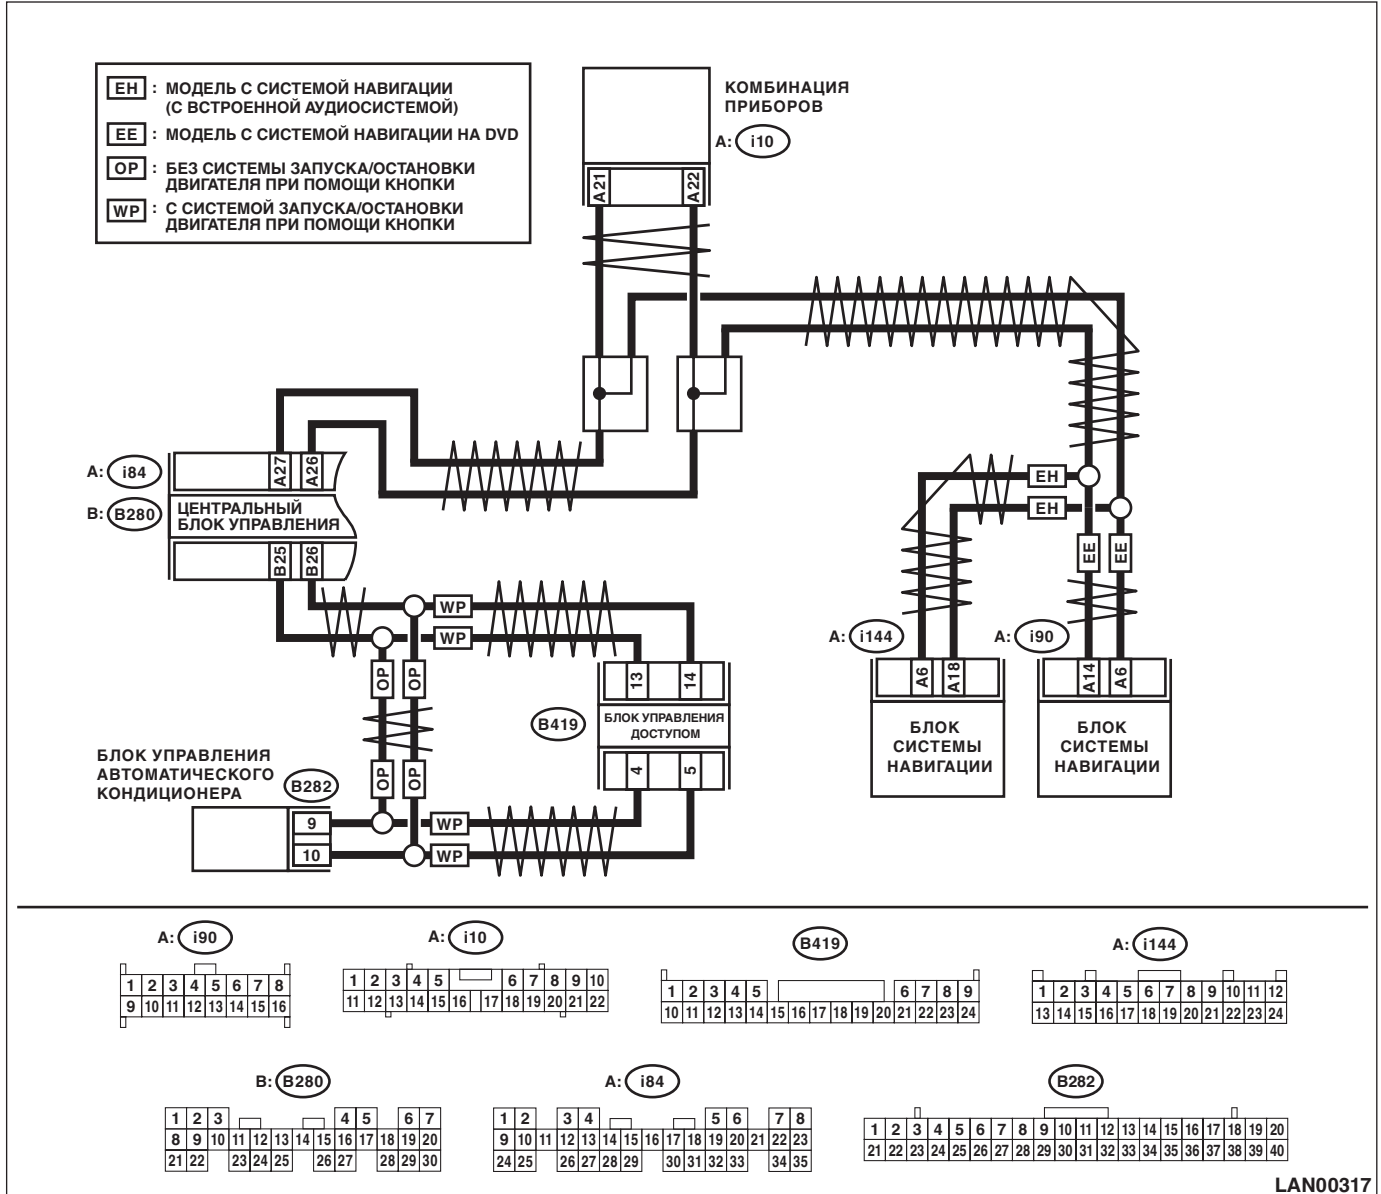 EH : МОДЕЛЬ С СИСТЕМОЙ НАВИГАЦИИ
(С ВСТРОЕННОЙ АУДИОСИСТЕМОЙ)
EE : МОДЕЛЬ С СИСТЕМОЙ НАВИГАЦИИ НА DVD
OP : БЕЗ СИСТЕМЫ ЗАПУСКА/ОСТАНОВКИ
ДВИГАТЕЛЯ ПРИ ПОМОЩИ КНОПКИ
WP : С СИСТЕМОЙ ЗАПУСКА/ОСТАНОВКИ
ДВИГАТЕЛЯ ПРИ ПОМОЩИ КНОПКИ
КОМБИНАЦИЯ
ПРИБОРОВ
A: i10
A21 A22
A: i84
A27 A26
B: B280
ЦЕНТРАЛЬНЫЙ
БЛОК УПРАВЛЕНИЯ
B25 B26
EH
EH
EE EE
WP
WP
OP OP
A: i144
A: i90
A6 A18
A14 A6
БЛОК
СИСТЕМЫ
НАВИГАЦИИ
БЛОК
СИСТЕМЫ
НАВИГАЦИИ
13 14
B419
БЛОК УПРАВЛЕНИЯ
ДОСТУПОМ
4 5
OP OP
БЛОК УПРАВЛЕНИЯ
АВТОМАТИЧЕСКОГО
КОНДИЦИОНЕРА
B282
9
10
WP
WP
A: i90
1 2 3 4 5 6 7 8
9 10 11 12 13 14 15 16
A: i10
1 2 3 4 5 6 7 8 9 10
11 12 13 14 15 16 17 18 19 20 21 22
B419
1 2 3 4 5 6 7 8 9
10 11 12 13 14 15 16 17 18 19 20 21 22 23 24
A: i144
1 2 3 4 5 6 7 8 9 10 11 12
13 14 15 16 17 18 19 20 21 22 23 24
B: B280
1 2 3 4 5 6 7
8 9 10 11 12 13 14 15 16 17 18 19 20
21 22 23 24 25 26 27 28 29 30
A: i84
1 2 3 4 5 6 7 8
9 10 11 12 13 14 15 16 17 18 19 20 21 22 23
24 25 26 27 28 29 30 31 32 33 34 35
B282
1 2 3 4 5 6 7 8 9 10 11 12 13 14 15 16 17 18 19 20
21 22 23 24 25 26 27 28 29 30 31 32 33 34 35 36 37 38 39 40
LAN00317